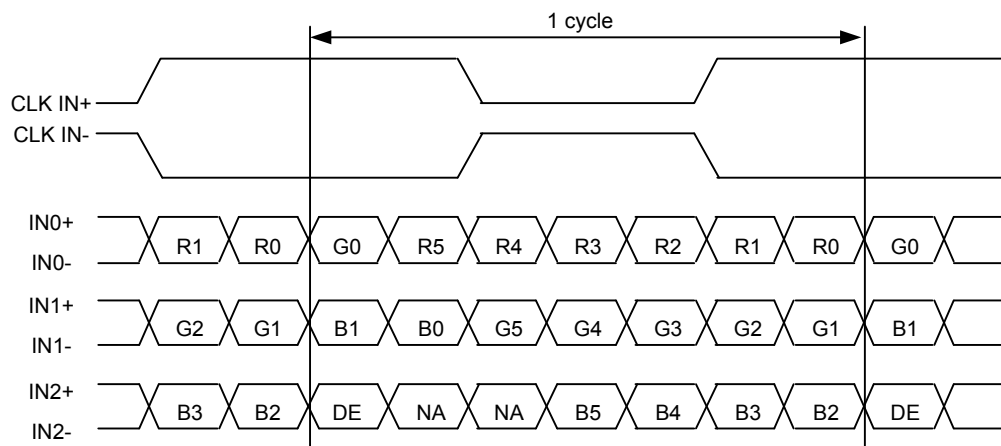 1 cycle
CLK IN+
CLK IN-
IN0+
R1 R0 G0 R5 R4 R3 R2 R1 R0 G0
IN0-
IN1+
G2 G1 B1 B0 G5 G4 G3 G2 G1 B1
IN1-
IN2+
B3 B2 DE NA NA B5 B4 B3 B2 DE
IN2-